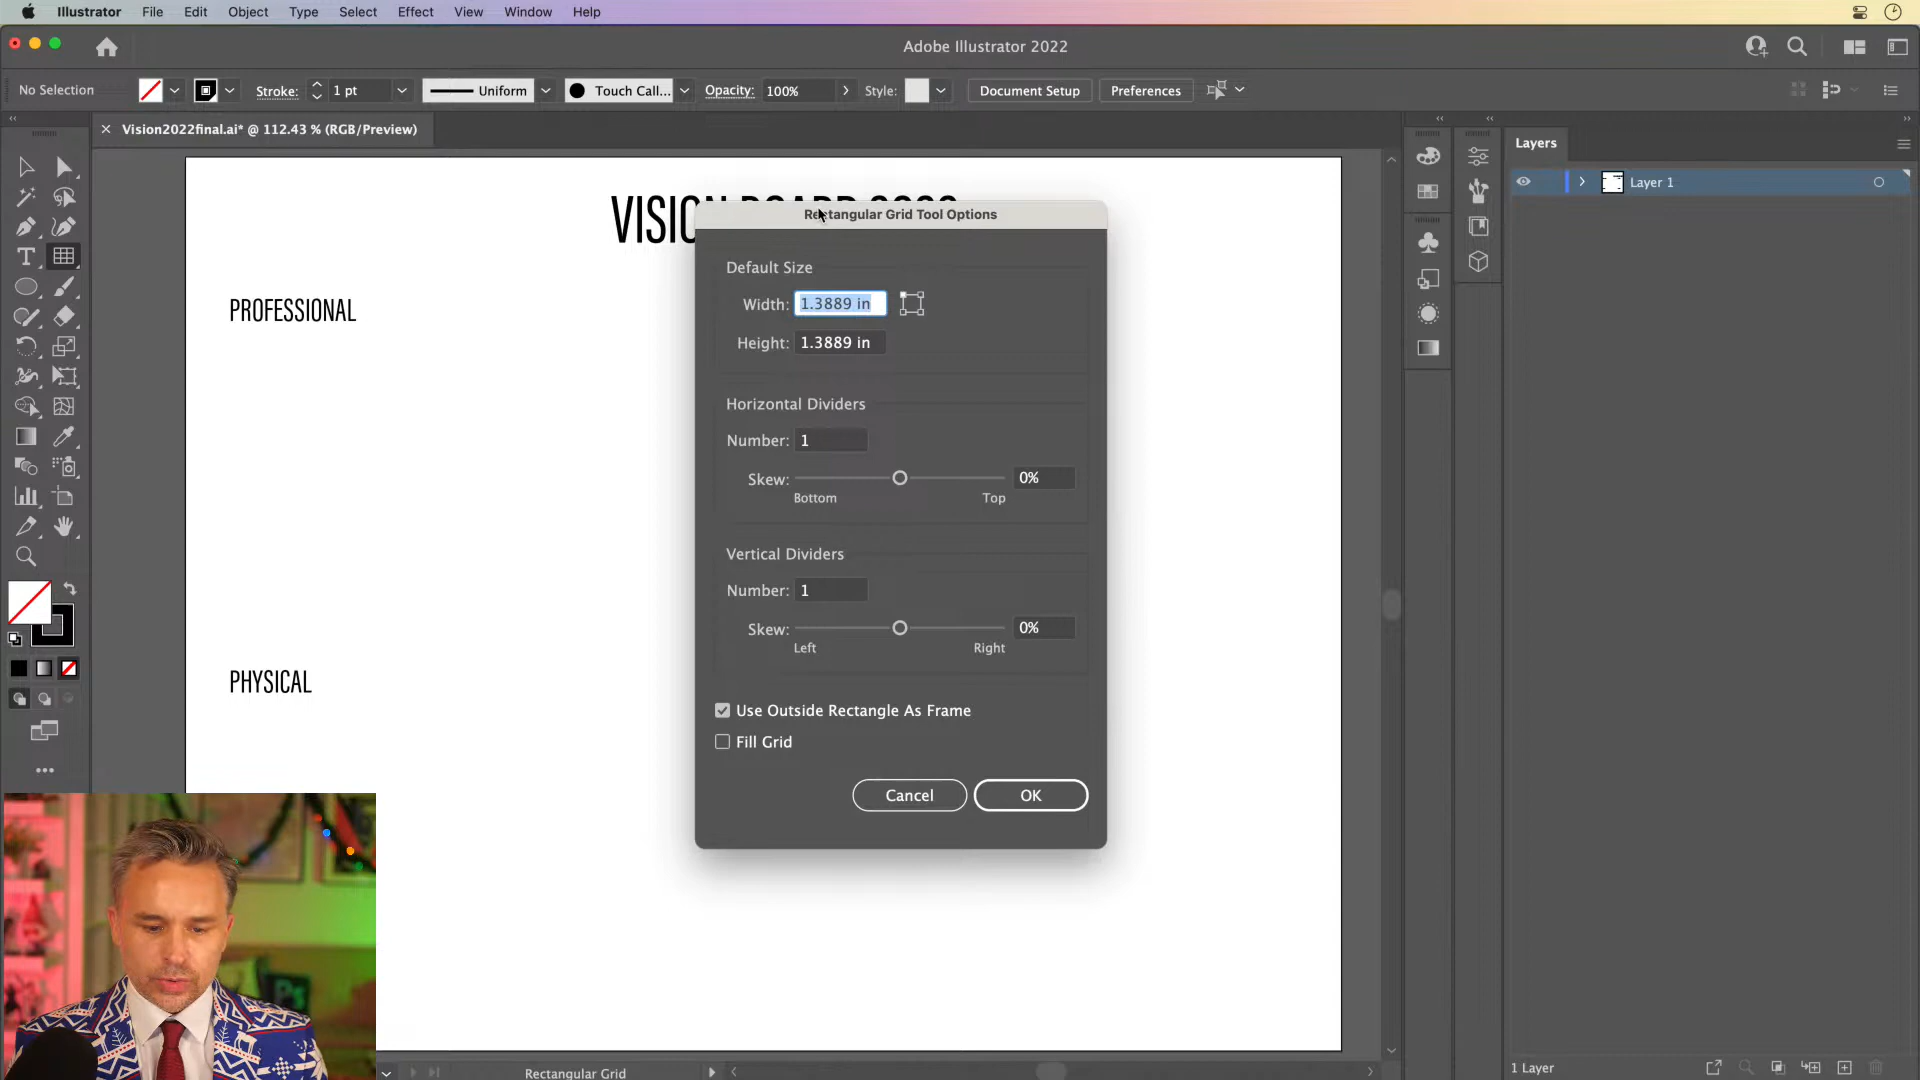 Illustrator File Edit Object Type Select Effect View Window Help
Adobe Illustrator 2022
No Selection Stroke: 1 pt Uniform Touch Call... Opacity: 100% Style: Document Setup Preferences
Vision2022final.ai* @ 112.43 % (RGB/Preview)
Layers
Layer 1
Rectangular Grid Tool Options
Default Size
Width: 1.3889 in
Height: 1.3889 in
Horizontal Dividers
Number: 1
Skew: 0%
Bottom Top
Vertical Dividers
Number: 1
Skew: 0%
Left Right
Use Outside Rectangle As Frame
Fill Grid
Cancel OK
PROFESSIONAL
PHYSICAL
Rectangular Grid
1 Layer